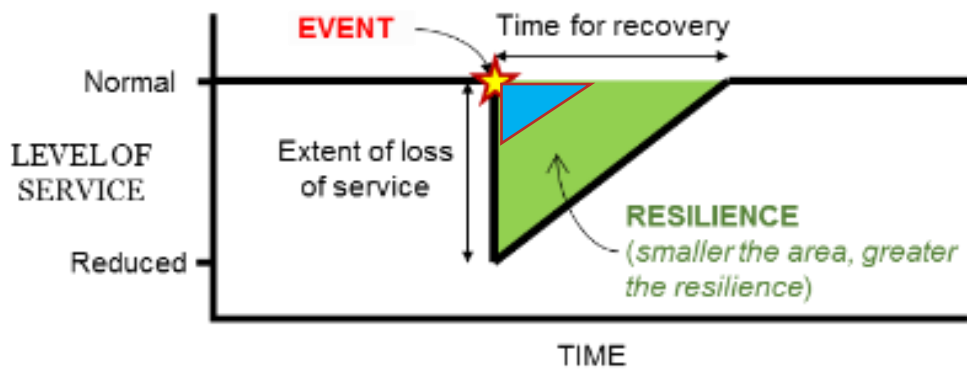 EVENT
Time for recovery
Normal
LEVEL OF
SERVICE
Extent of loss
of service
RESILIENCE
(smaller the area, greater
the resilience)
Reduced
TIME